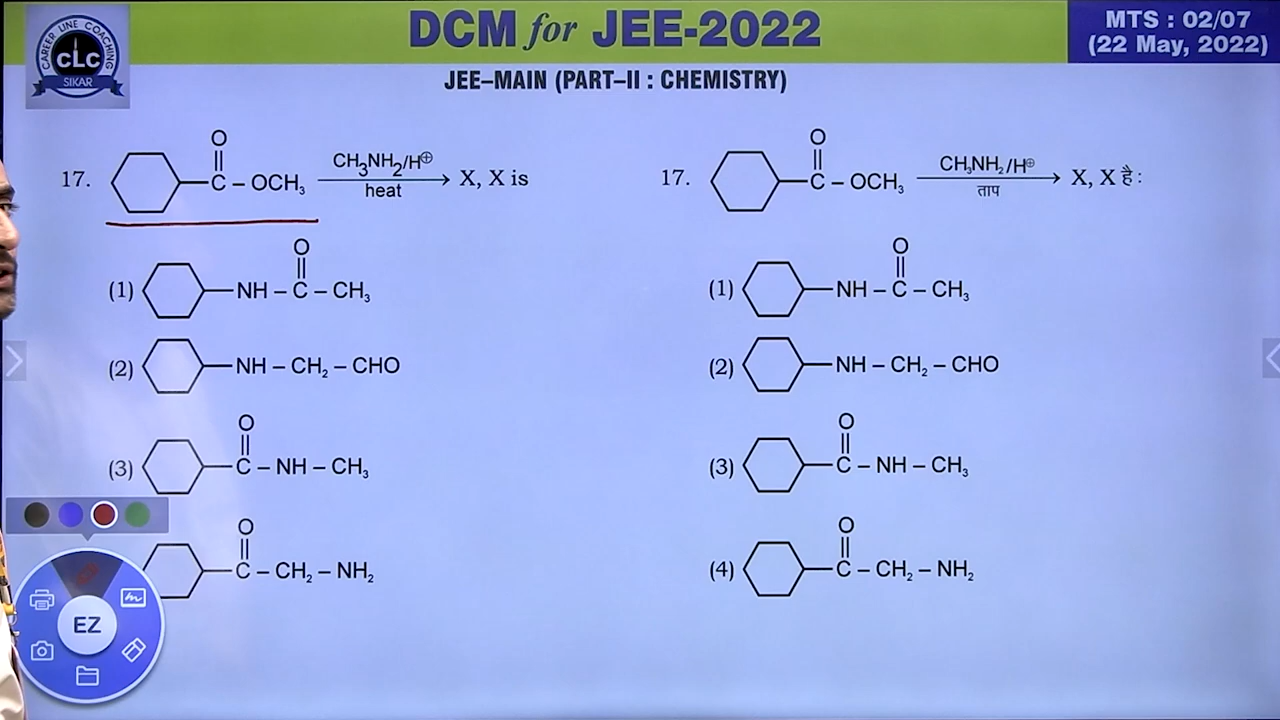 CAREER LINE COACHING
CLC
SIKAR
DCM for JEE-2022
MTS : 02/07
(22 May, 2022)
JEE–MAIN (PART–II : CHEMISTRY)
17.
O
C – OCH₃
CH₃NH₂/H⊕
heat
X, X is
(1)
O
NH – C – CH₃
(2)
NH – CH₂ – CHO
(3)
O
C – NH – CH₃
O
C – CH₂ – NH₂
17.
O
C – OCH₃
CH₃NH₂/H⊕
ताप
X, X है :
(1)
O
NH – C – CH₃
(2)
NH – CH₂ – CHO
(3)
O
C – NH – CH₃
(4)
O
C – CH₂ – NH₂
EZ